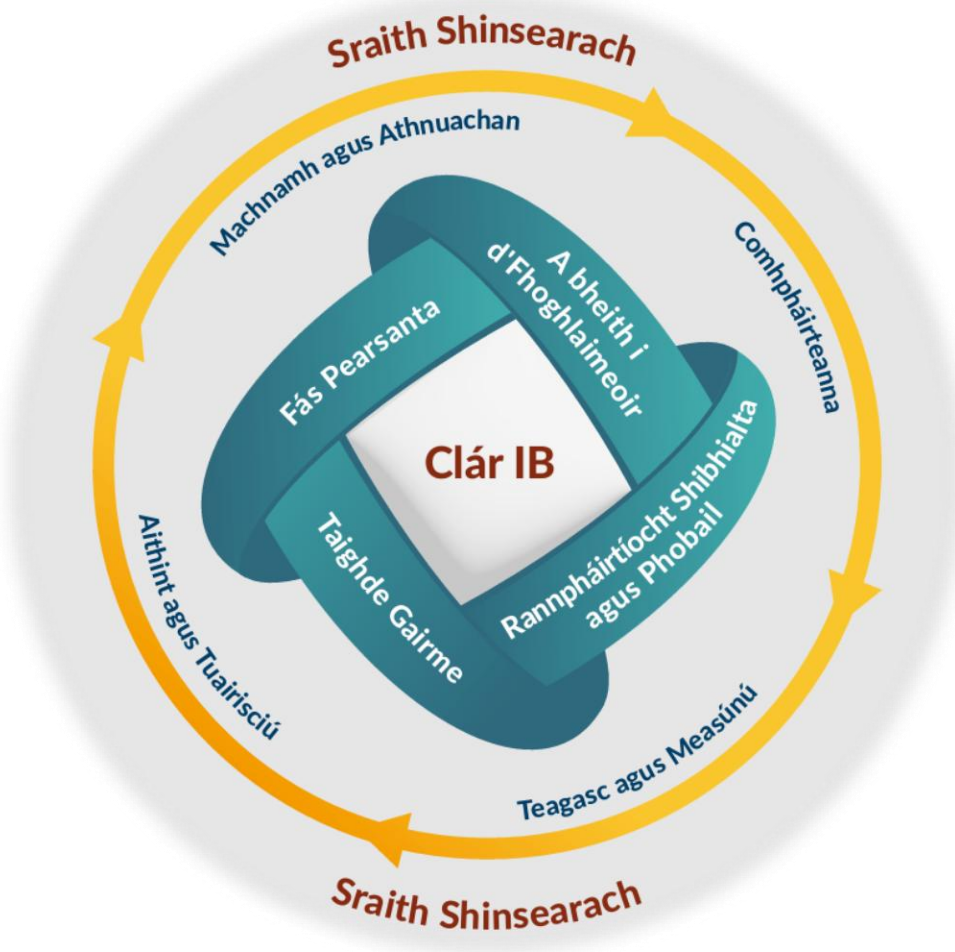 Sraith Shinsearach
Machnamh agus Athnuachan
Comhpháirteanna
A bheith i
d'Fhoghlaimeoir
Fás Pearsanta
Clár IB
Rannpháirtíocht Shibhialta
agus Phobail
Taighde Gairme
Aithint agus Tuairisciú
Teagasc agus Measúnú
Sraith Shinsearach